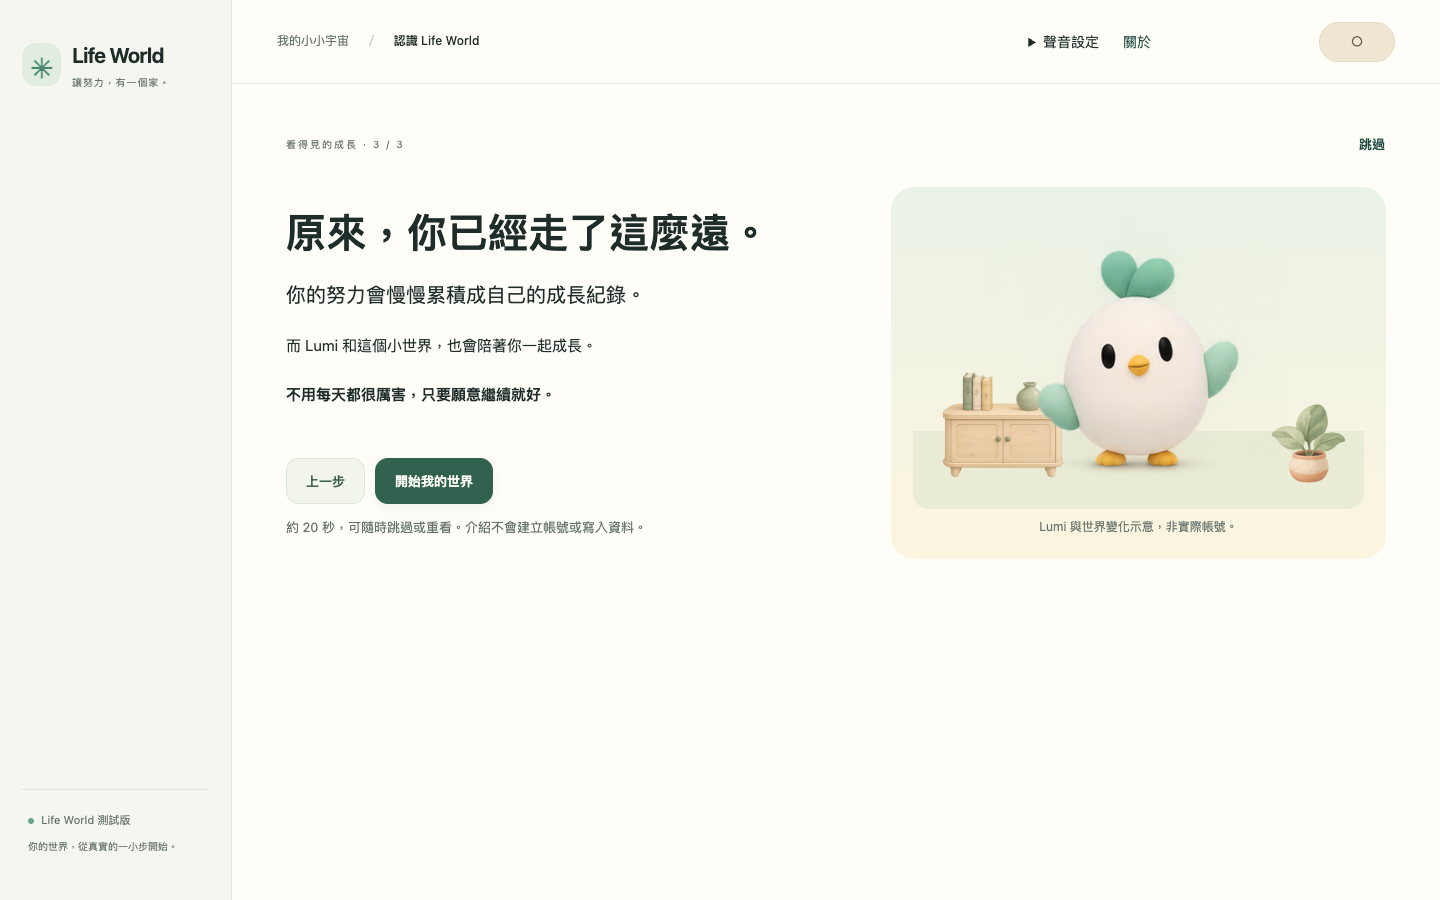 Life World
讓努力，有一個家。
我的小小宇宙 / 認識 Life World
▶ 聲音設定 關於
看得見的成長 · 3 / 3
跳過
原來，你已經走了這麼遠。
你的努力會慢慢累積成自己的成長紀錄。
而 Lumi 和這個小世界，也會陪著你一起成長。
不用每天都很厲害，只要願意繼續就好。
上一步
開始我的世界
約 20 秒，可隨時跳過或重看。介紹不會建立帳號或寫入資料。
Lumi 與世界變化示意，非實際帳號。
Life World 測試版
你的世界，從真實的一小步開始。